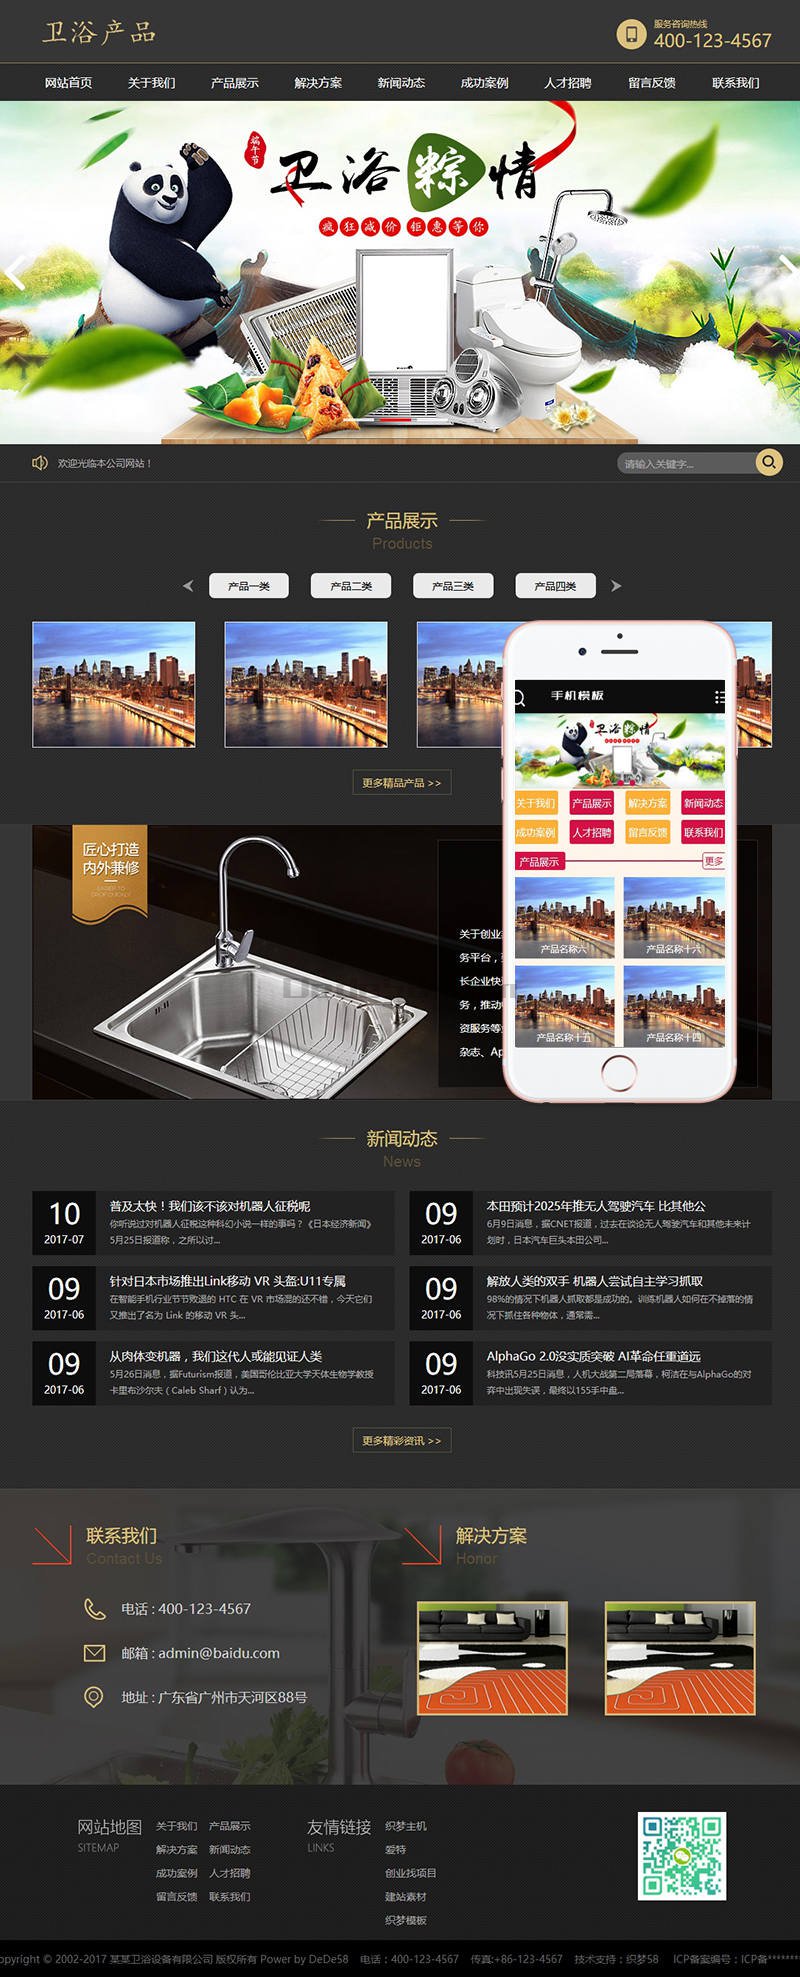 卫浴产品
服务咨询热线
400-123-4567
网站首页 关于我们 产品展示 解决方案 新闻动态 成功案例 人才招聘 留言反馈 联系我们
端午节
卫浴粽情
疯狂减价 钜惠等你
欢迎光临本公司网站！
请输入关键字...
产品展示
Products
产品一类 产品二类 产品三类 产品四类
更多精品产品 >>
手机模板
卫浴粽情
关于我们 产品展示 解决方案 新闻动态
成功案例 人才招聘 留言反馈 联系我们
产品展示 更多
产品名称六 产品名称十六
产品名称十五 产品名称十四
匠心打造
内外兼修
关于创业
务平台，
长企业快
务，推动
资服务等
杂志、Ap
新闻动态
News
10
2017-07
普及太快！我们该不该对机器人征税呢
你听说过对机器人征税这种科幻小说一样的事吗？《日本经济新闻》
5月25日报道称，之所以讨...
09
2017-06
本田预计2025年推无人驾驶汽车 比其他公
6月9日消息，据CNET报道，过去在谈论无人驾驶汽车和其他未来计
划时，日本汽车巨头本田公司...
09
2017-06
针对日本市场推出Link移动 VR 头盔:U11专属
在智能手机行业节节败退的 HTC 在 VR 市场混的还不错，今天它们
又推出了名为 Link 的移动 VR 头...
09
2017-06
解放人类的双手 机器人尝试自主学习抓取
98%的情况下机器人抓取都是成功的。训练机器人如何在不掉落的情
况下抓住各种物体，通常需...
09
2017-06
从肉体变机器，我们这代人或能见证人类
5月26日消息，据Futurism报道，美国哥伦比亚大学天体生物学教授
卡里布沙尔夫（Caleb Sharf）认为...
09
2017-06
AlphaGo 2.0没实质突破 AI革命任重道远
科技讯5月25日消息，人机大战第二局落幕，柯洁在与AlphaGo的对
弈中出现失误，最终以155手中盘...
更多精彩资讯 >>
联系我们
Contact Us
电话 : 400-123-4567
邮箱 : admin@baidu.com
地址 : 广东省广州市天河区88号
解决方案
Honor
网站地图
SITEMAP
关于我们 产品展示
解决方案 新闻动态
成功案例 人才招聘
留言反馈 联系我们
友情链接
LINKS
织梦主机
爱特
创业找项目
建站素材
织梦模板
opyright © 2002-2017 某某卫浴设备有限公司 版权所有 Power by DeDe58 电话：400-123-4567 传真:+86-123-4567 技术支持：织梦58 ICP备案编号：ICP备********